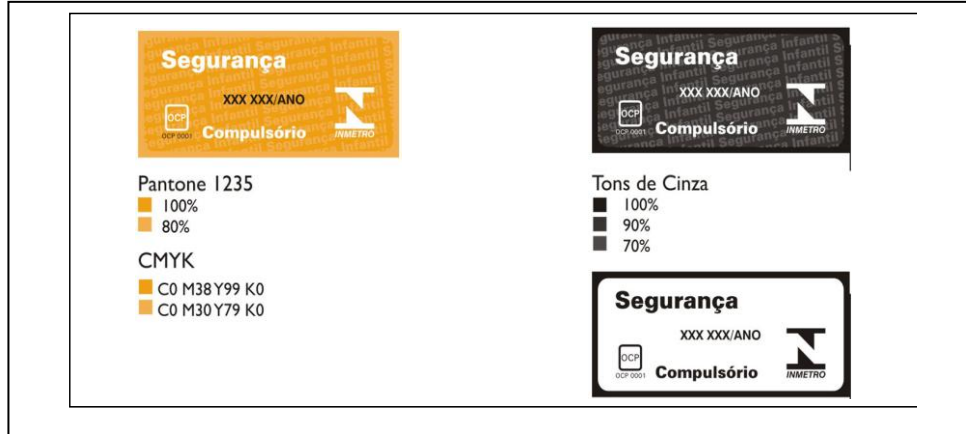 Segurança
XXX XXX/ANO
OCP
OCP 0001
Compulsório
INMETRO
Pantone 1235
100%
80%
CMYK
C0 M38 Y99 K0
C0 M30 Y79 K0
Segurança
XXX XXX/ANO
OCP
OCP 0001
Compulsório
INMETRO
Tons de Cinza
100%
90%
70%
Segurança
XXX XXX/ANO
OCP
OCP 0001
Compulsório
INMETRO